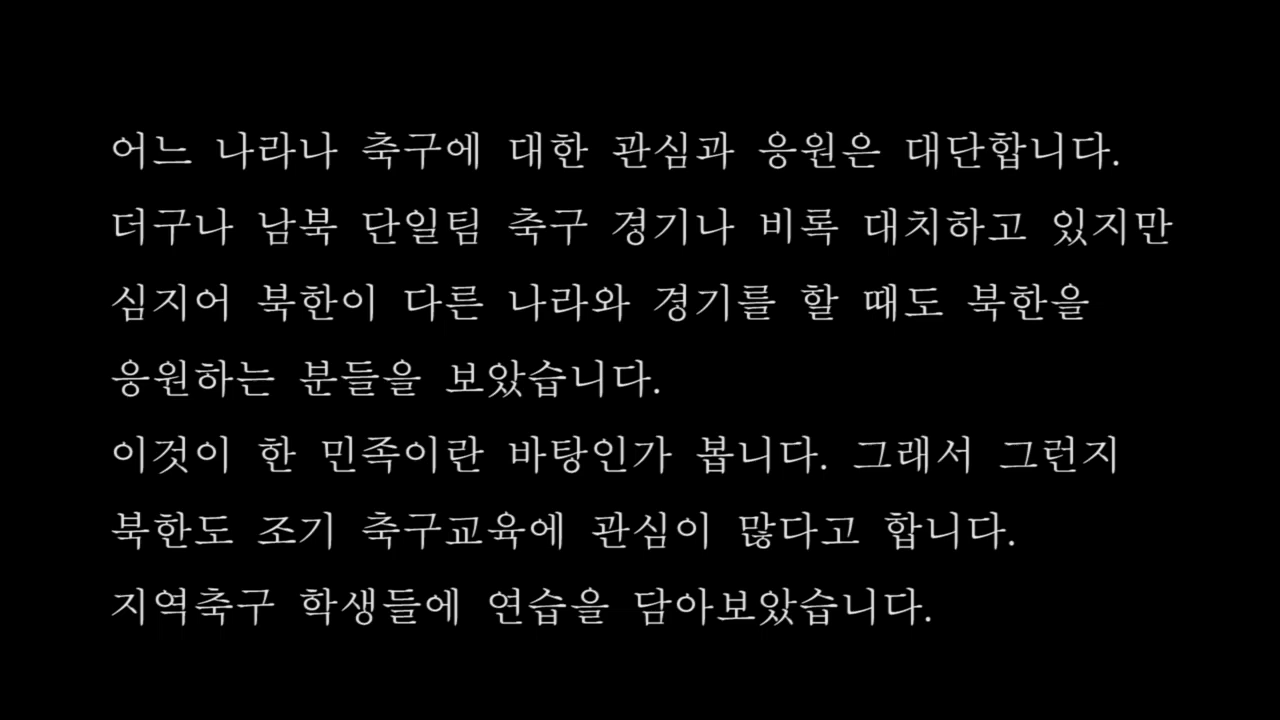 어느 나라나 축구에 대한 관심과 응원은 대단합니다.
더구나 남북 단일팀 축구 경기나 비록 대치하고 있지만
심지어 북한이 다른 나라와 경기를 할 때도 북한을
응원하는 분들을 보았습니다.
이것이 한 민족이란 바탕인가 봅니다. 그래서 그런지
북한도 조기 축구교육에 관심이 많다고 합니다.
지역축구 학생들에 연습을 담아보았습니다.